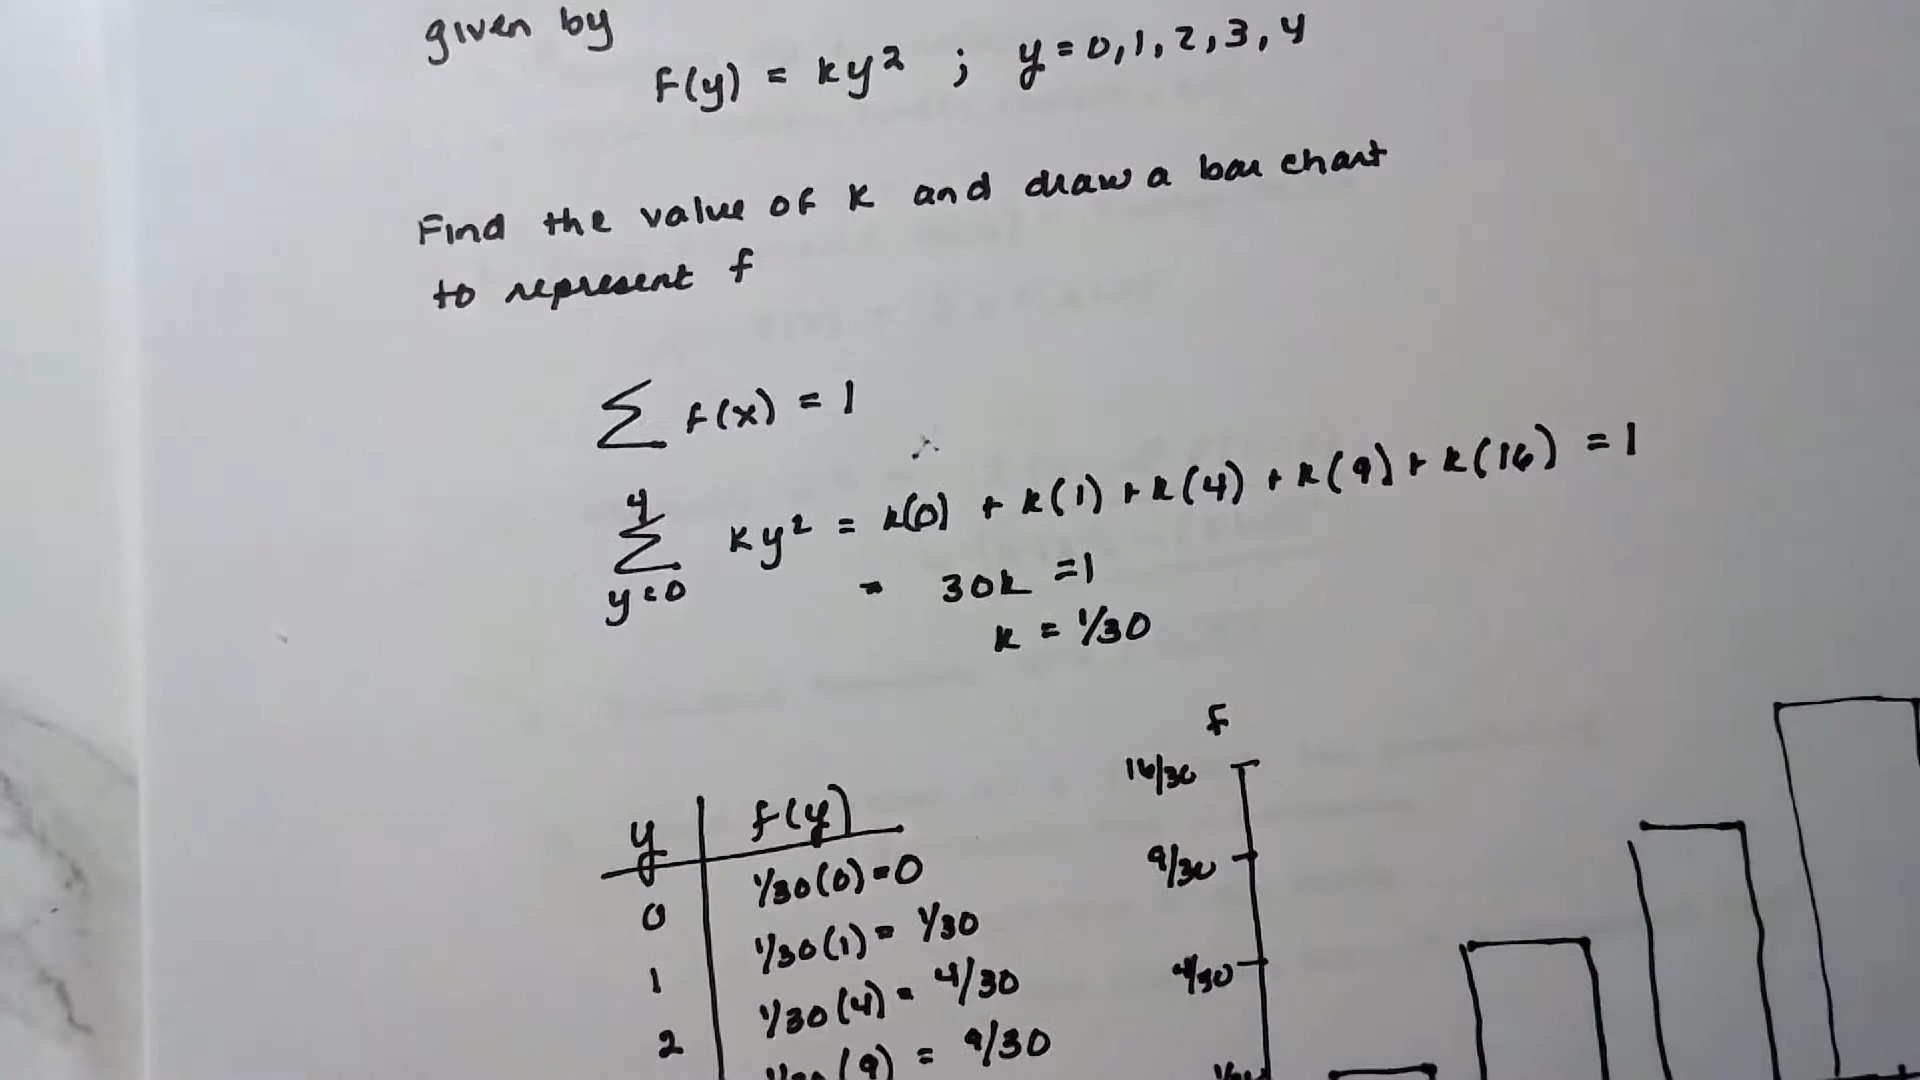 given by
F(y) = ky² ; y=0,1,2,3,4
Find the value of k and draw a bar chart
to represent f
∑ f(x) = 1
4
∑ ky² = k(0) + k(1) + k(4) + k(9) + k(16) = 1
y=0
= 30k = 1
k = 1/30
F
y | f(y)
0 | 1/30(0) = 0
1 | 1/30(1) = 1/30
2 | 1/30(4) = 4/30
(9) = 9/30
16/30
9/30
4/30